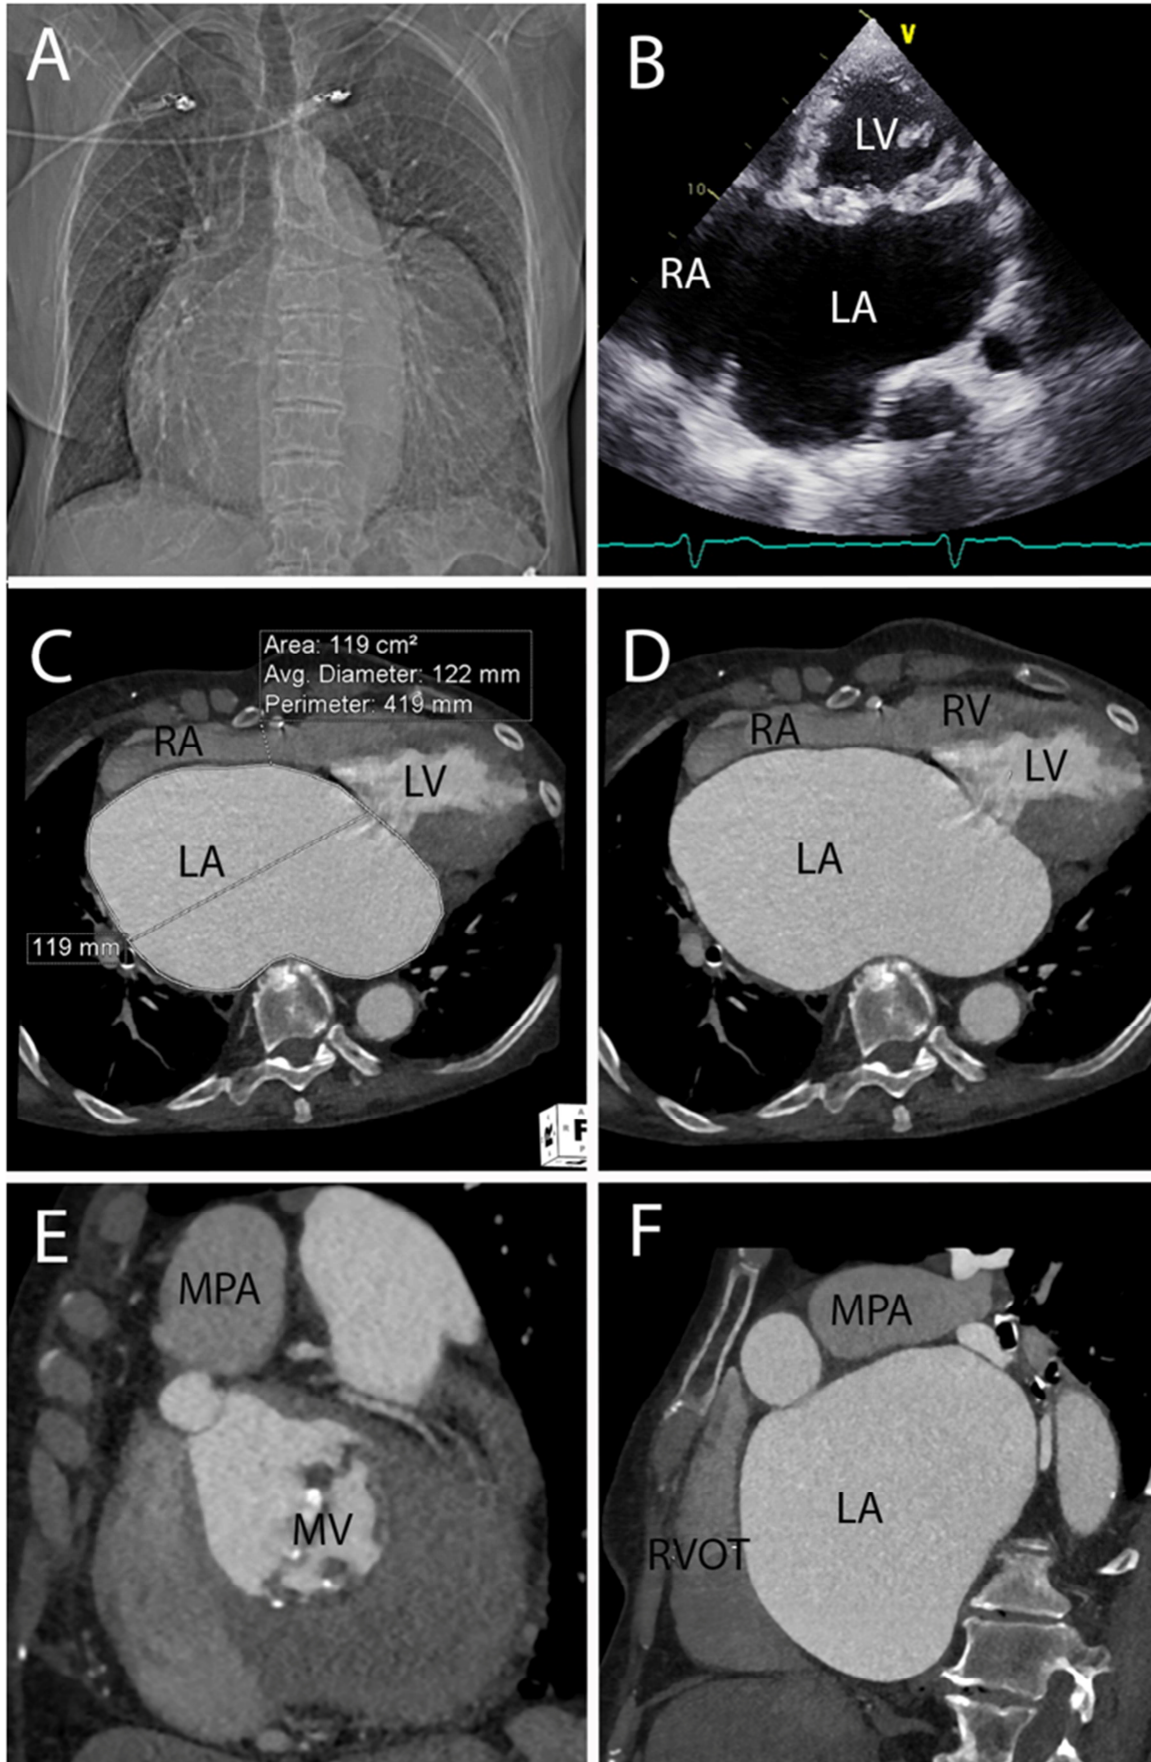 A
B
V
LV
10
RA
LA
C
Area: 119 cm²
Avg. Diameter: 122 mm
Perimeter: 419 mm
RA
LV
LA
119 mm
F
D
RV
RA
LV
LA
E
MPA
MV
F
MPA
LA
RVOT